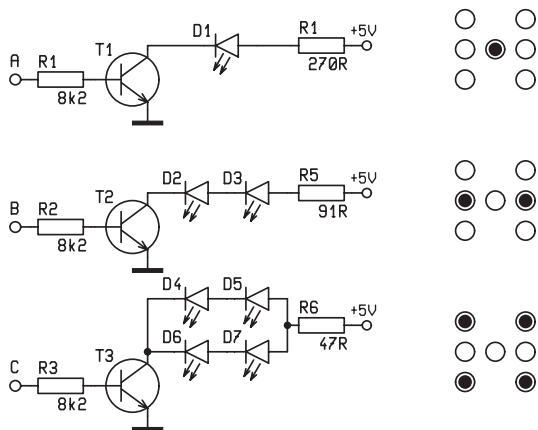 A R1 8k2 T1 D1 R1 270R +5V
B R2 8k2 T2 D2 D3 R5 91R +5V
C R3 8k2 T3 D4 D5 D6 D7 R6 47R +5V